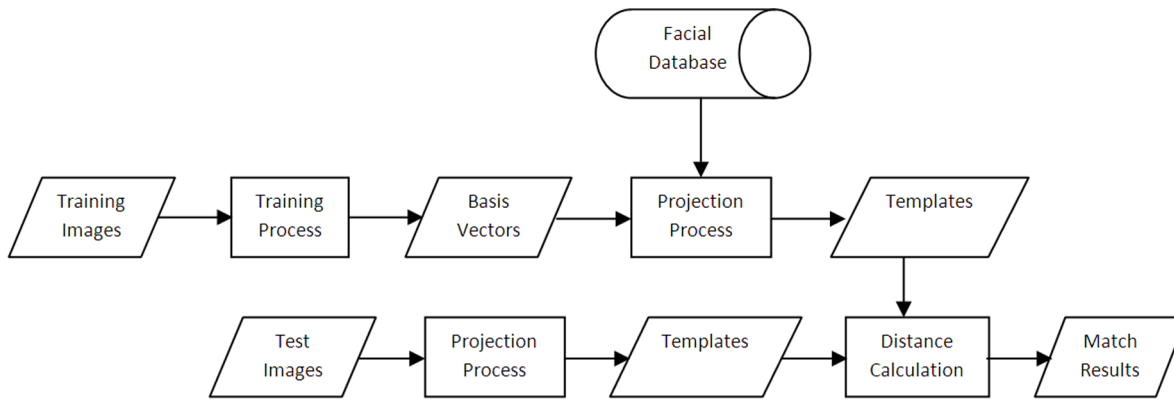 Facial
Database
Training
Images
Training
Process
Basis
Vectors
Projection
Process
Templates
Test
Images
Projection
Process
Templates
Distance
Calculation
Match
Results